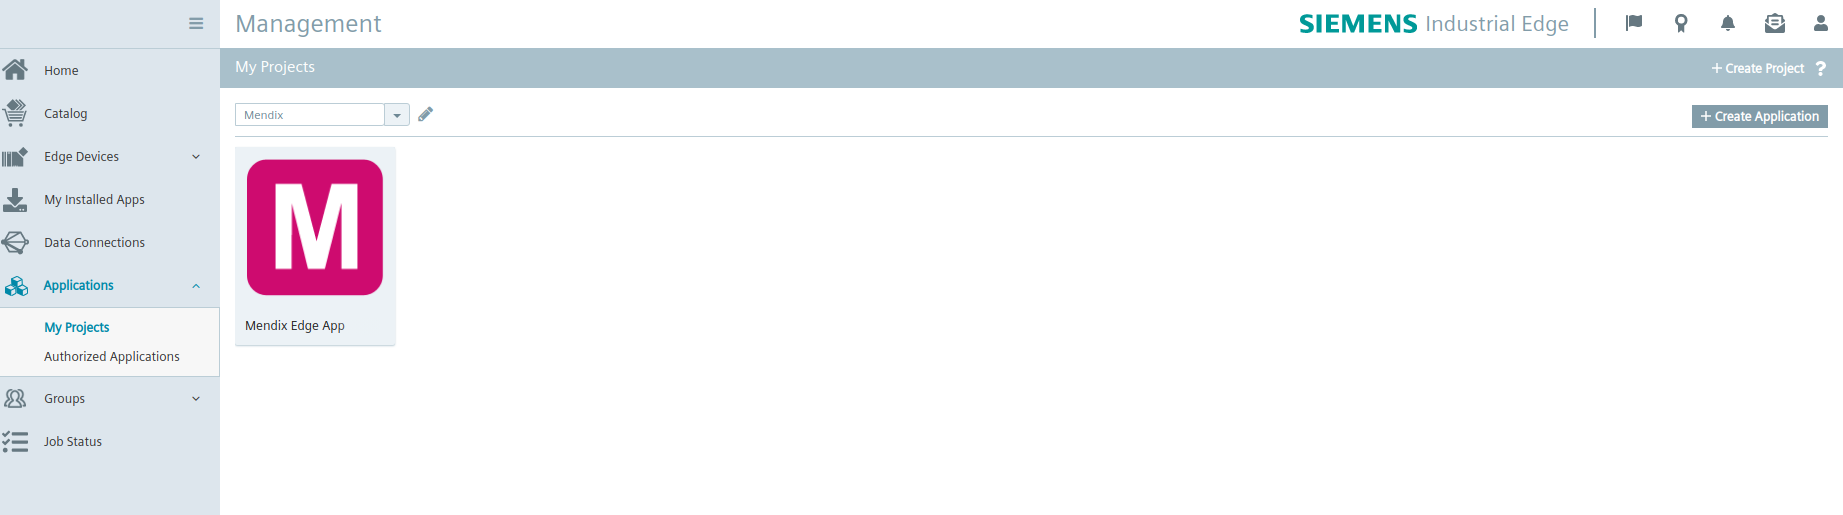 Management
SIEMENS Industrial Edge
Home
Catalog
Edge Devices
My Installed Apps
Data Connections
Applications
My Projects
Authorized Applications
Groups
Job Status
My Projects
+ Create Project ?
Mendix
+ Create Application
M
Mendix Edge App